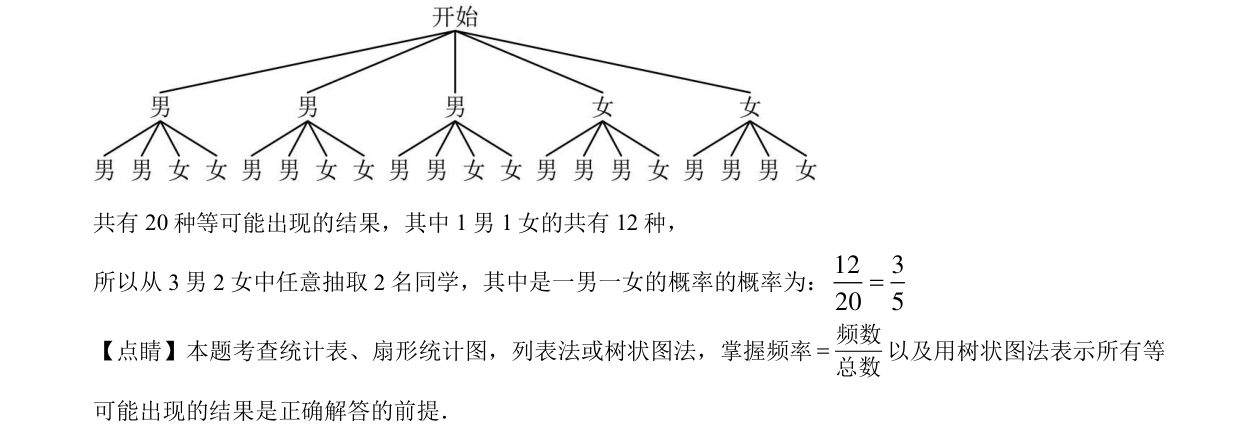 开始
男 男 男 女 女
男 男 女 女 男 男 女 女 男 男 女 女 男 男 男 女 男 男 男 女
共有 20 种等可能出现的结果，其中 1 男 1 女的共有 12 种，
所以从 3 男 2 女中任意抽取 2 名同学，其中是一男一女的概率的概率为：12/20 = 3/5
【点睛】本题考查统计表、扇形统计图，列表法或树状图法，掌握频率＝频数/总数 以及用树状图法表示所有等
可能出现的结果是正确解答的前提．